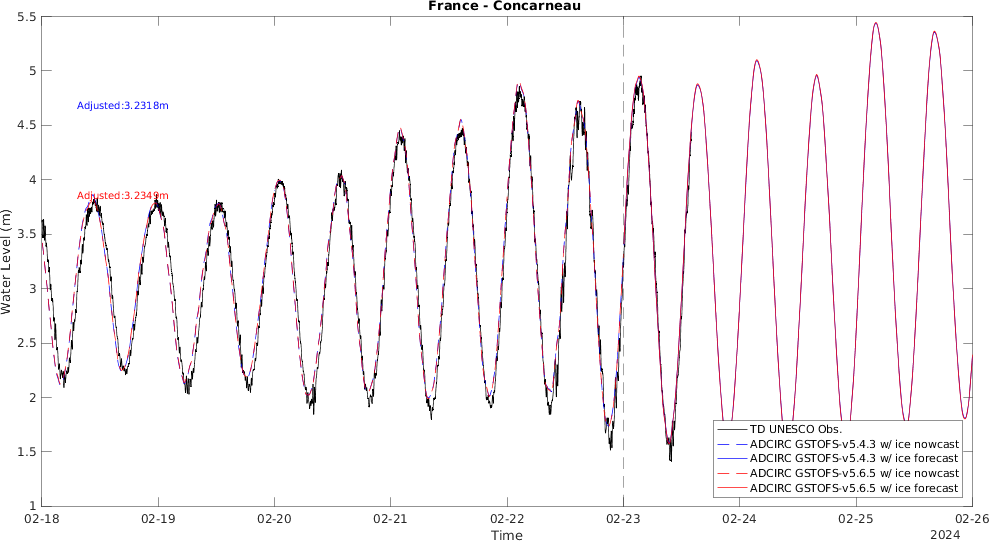 France - Concarneau
5.5
5
4.5
4
3.5
3
2.5
2
1.5
1
Water Level (m)
Adjusted:3.2318m
Adjusted:3.2349m
TD UNESCO Obs.
ADCIRC GSTOFS-v5.4.3 w/ ice nowcast
ADCIRC GSTOFS-v5.4.3 w/ ice forecast
ADCIRC GSTOFS-v5.6.5 w/ ice nowcast
ADCIRC GSTOFS-v5.6.5 w/ ice forecast
02-18 02-19 02-20 02-21 02-22 02-23 02-24 02-25 02-26
Time
2024